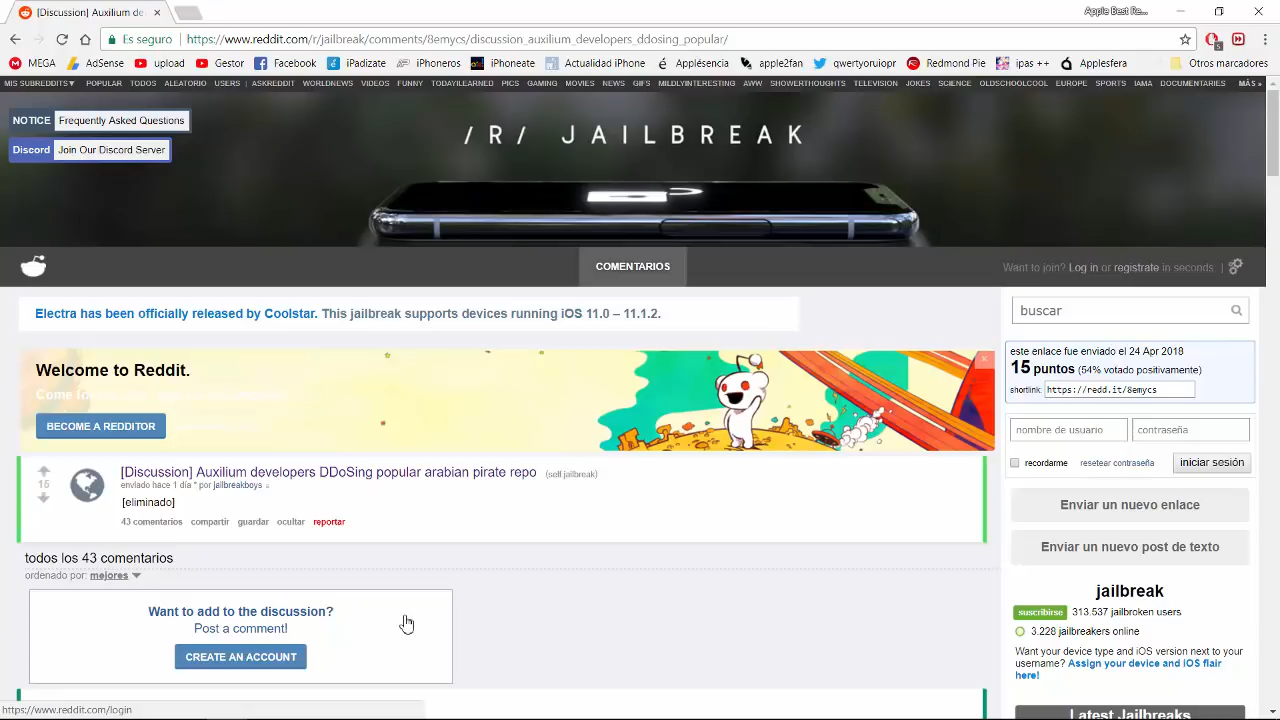 [Discussion] Auxilium de
Apple Best Re...
Es seguro
https://www.reddit.com/r/jailbreak/comments/8emycs/discussion_auxilium_developers_ddosing_popular/
MEGA AdSense upload Gestor Facebook iPadizate iPhoneros iPhoneate Actualidad iPhone Applesencia apple2fan qwertyoruiopr Redmond Pie ipas ++ Applesfera Otros marcadores
MIS SUBREDDITS POPULAR TODOS ALEATORIO USERS | ASKREDDIT WORLDNEWS VIDEOS FUNNY TODAYILEARNED PICS GAMING MOVIES NEWS GIFS MILDLYINTERESTING AWW SHOWERTHOUGHTS TELEVISION JOKES SCIENCE OLDSCHOOLCOOL EUROPE SPORTS IAMA DOCUMENTARIES MÁS »
NOTICE Frequently Asked Questions
Discord Join Our Discord Server
/R/ JAILBREAK
COMENTARIOS
Want to join? Log in or registrate in seconds |
Electra has been officially released by Coolstar. This jailbreak supports devices running iOS 11.0 – 11.1.2.
Welcome to Reddit.
BECOME A REDDITOR
[Discussion] Auxilium developers DDoSing popular arabian pirate repo (self.jailbreak)
15
enviado hace 1 día * por jailbreakboys
[eliminado]
43 comentarios compartir guardar ocultar reportar
todos los 43 comentarios
ordenado por: mejores
Want to add to the discussion?
Post a comment!
CREATE AN ACCOUNT
https://www.reddit.com/login
buscar
este enlace fue enviado el 24 Apr 2018
15 puntos (54% votado positivamente)
shortlink: https://redd.it/8emycs
nombre de usuario contraseña
recordarme resetear contraseña iniciar sesión
Enviar un nuevo enlace
Enviar un nuevo post de texto
jailbreak
suscribirse 313.537 jailbroken users
3.228 jailbreakers online
Want your device type and iOS version next to your
username? Assign your device and iOS flair
here!
Latest Jailbreaks